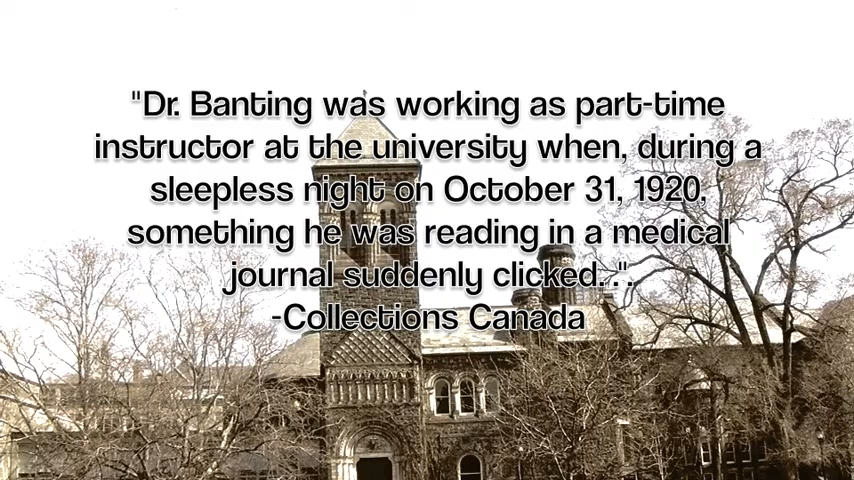 "Dr. Banting was working as part-time
instructor at the university when, during a
sleepless night on October 31, 1920,
something he was reading in a medical
journal suddenly clicked. .".
-Collections Canada